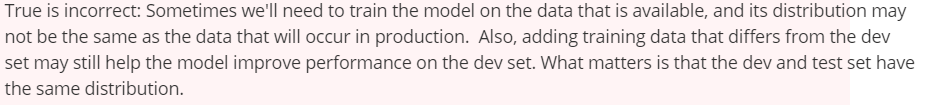 True is incorrect: Sometimes we'll need to train the model on the data that is available, and its distribution may
not be the same as the data that will occur in production.  Also, adding training data that differs from the dev
set may still help the model improve performance on the dev set. What matters is that the dev and test set have
the same distribution.